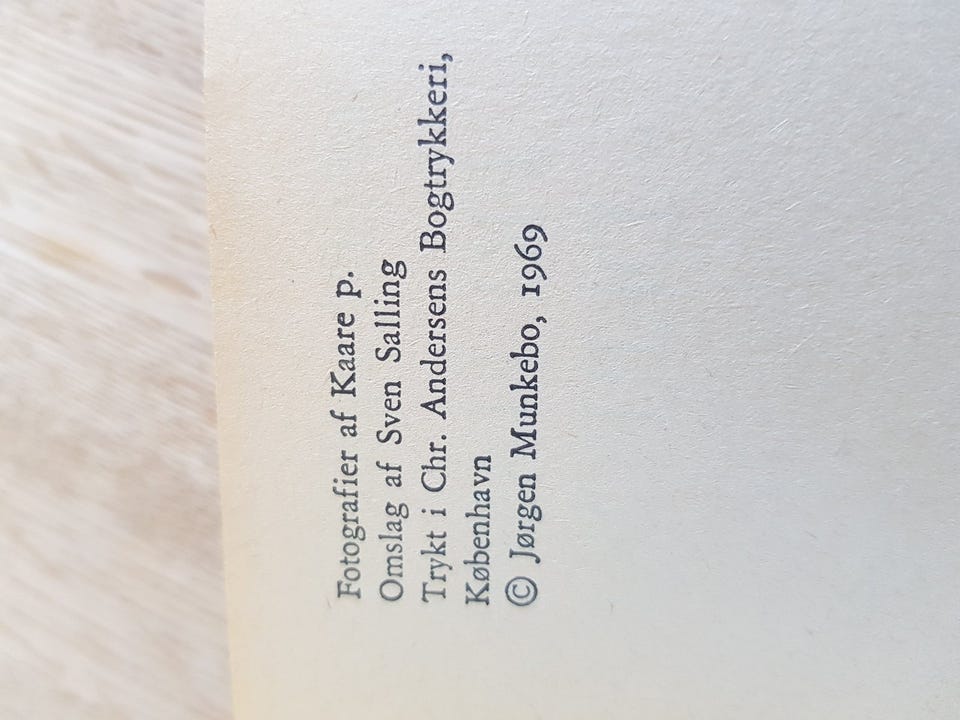 Fotografier af Kaare p.
Omslag af Sven Salling
Trykt i Chr. Andersens Bogtrykkeri,
København
© Jørgen Munkebo, 1969